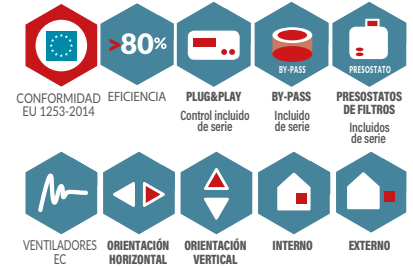 >80%
BY-PASS
PRESOSTATO
CONFORMIDAD
EU 1253-2014
EFICIENCIA
PLUG&PLAY
Control incluido
de serie
BY-PASS
Incluido
de serie
PRESOSTATOS
DE FILTROS
Incluidos
de serie
VENTILADORES
EC
ORIENTACIÓN
HORIZONTAL
ORIENTACIÓN
VERTICAL
INTERNO
EXTERNO